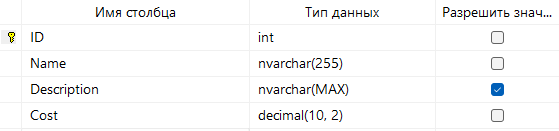 Имя столбца Тип данных Разрешить знач...
ID int
Name nvarchar(255)
Description nvarchar(MAX)
Cost decimal(10, 2)